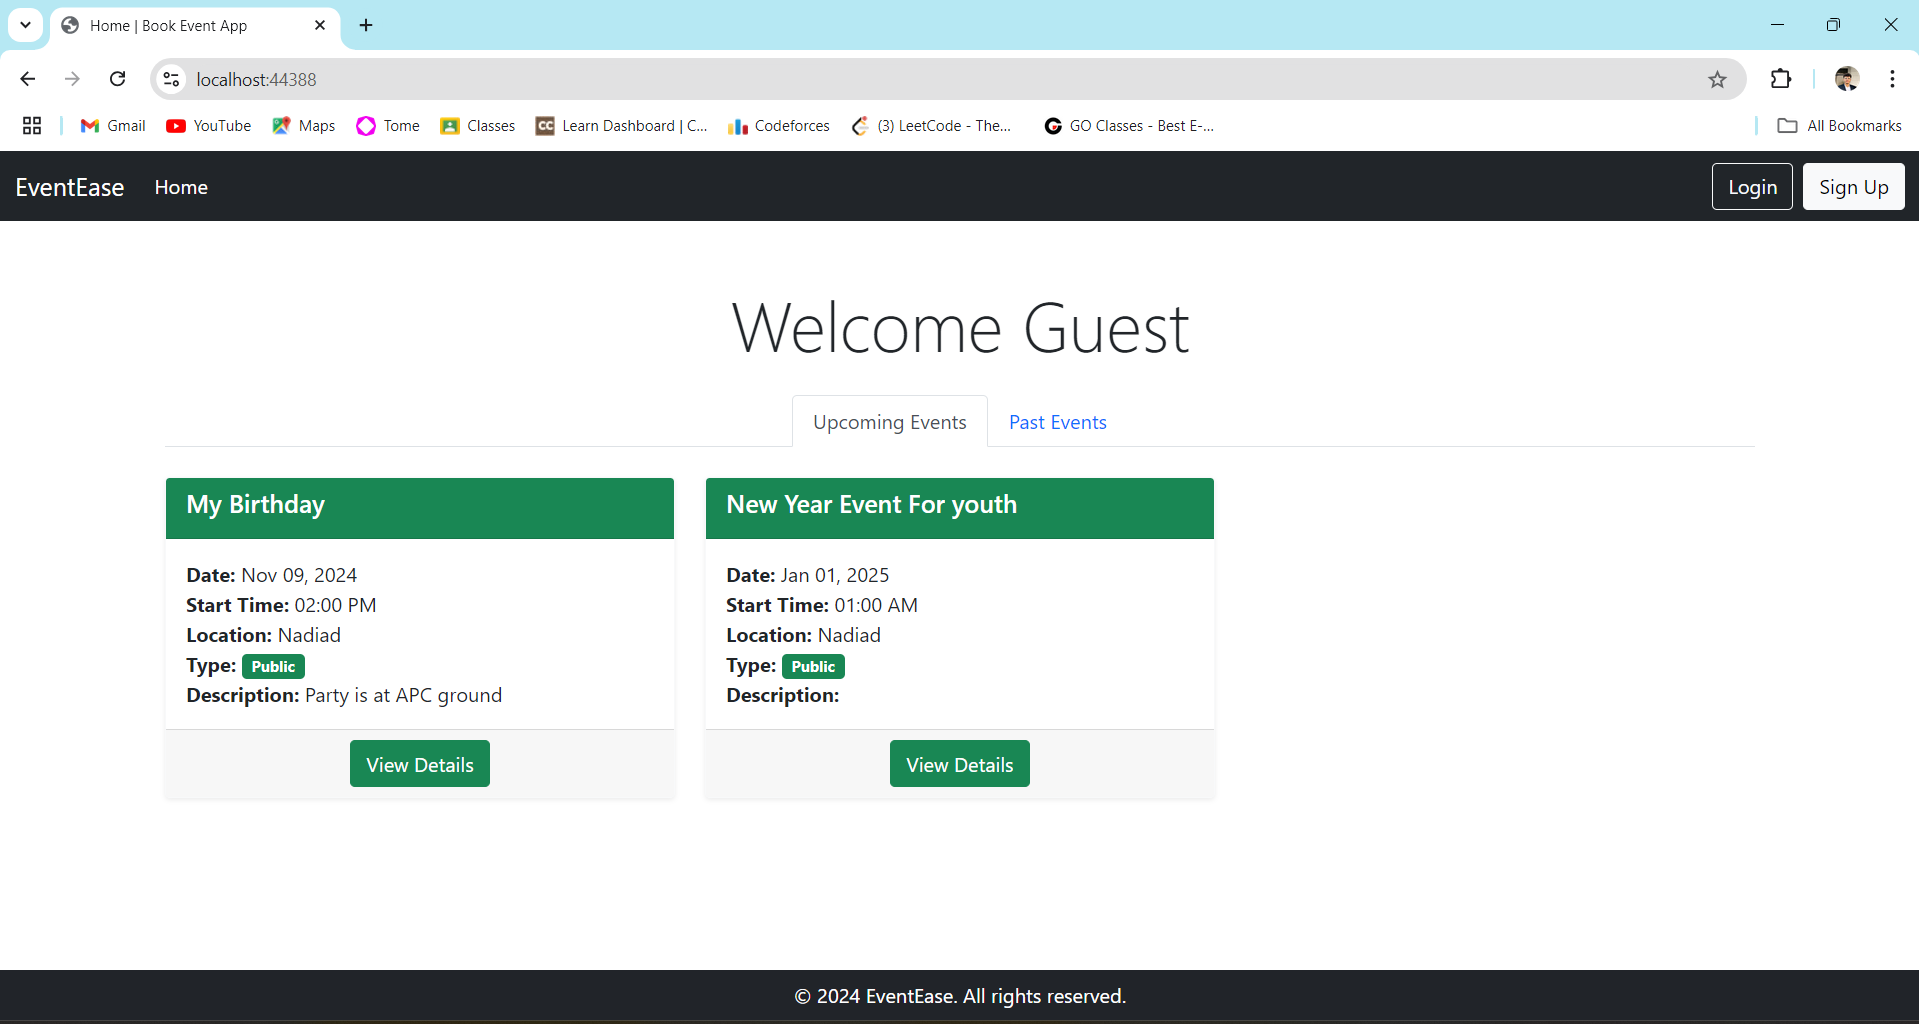 Home | Book Event App
localhost:44388
Gmail YouTube Maps Tome Classes CC Learn Dashboard | C... Codeforces (3) LeetCode - The... GO Classes - Best E-... All Bookmarks
EventEase Home Login Sign Up
Welcome Guest
Upcoming Events Past Events
My Birthday
Date: Nov 09, 2024
Start Time: 02:00 PM
Location: Nadiad
Type: Public
Description: Party is at APC ground
View Details
New Year Event For youth
Date: Jan 01, 2025
Start Time: 01:00 AM
Location: Nadiad
Type: Public
Description:
View Details
© 2024 EventEase. All rights reserved.